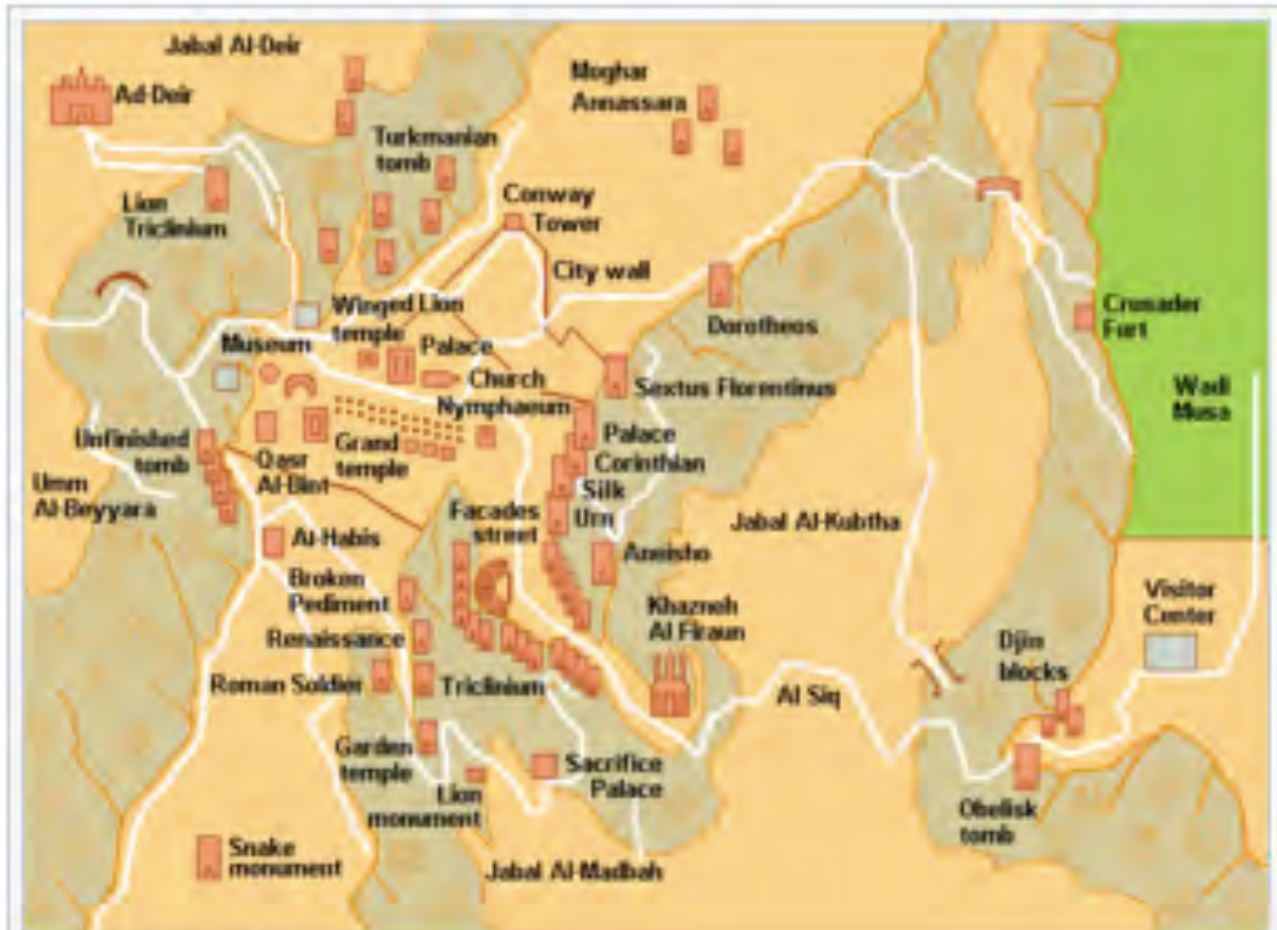 Jabal Al-Deir
Ad-Deir
Moghar
Annassara
Turkmanian
tomb
Lion
Triclinium
Conway
Tower
City wall
Winged Lion
temple
Museum
Palace
Church
Nymphaeum
Dorotheos
Crusader
Fort
Sextus Florentinus
Wadi
Musa
Unfinished
tomb
Qasr
Al-Bint
Grand
temple
Palace
Corinthian
Silk
Urn
Umm
Al-Beyyara
Facades
street
Jabal Al-Kubtha
Al-Habis
Aneisho
Broken
Pediment
Khazneh
Al Firaun
Visitor
Center
Renaissance
Djin
blocks
Roman Soldier
Triclinium
Al Siq
Garden
temple
Sacrifice
Palace
Lion
monument
Obelisk
tomb
Snake
monument
Jabal Al-Madbah